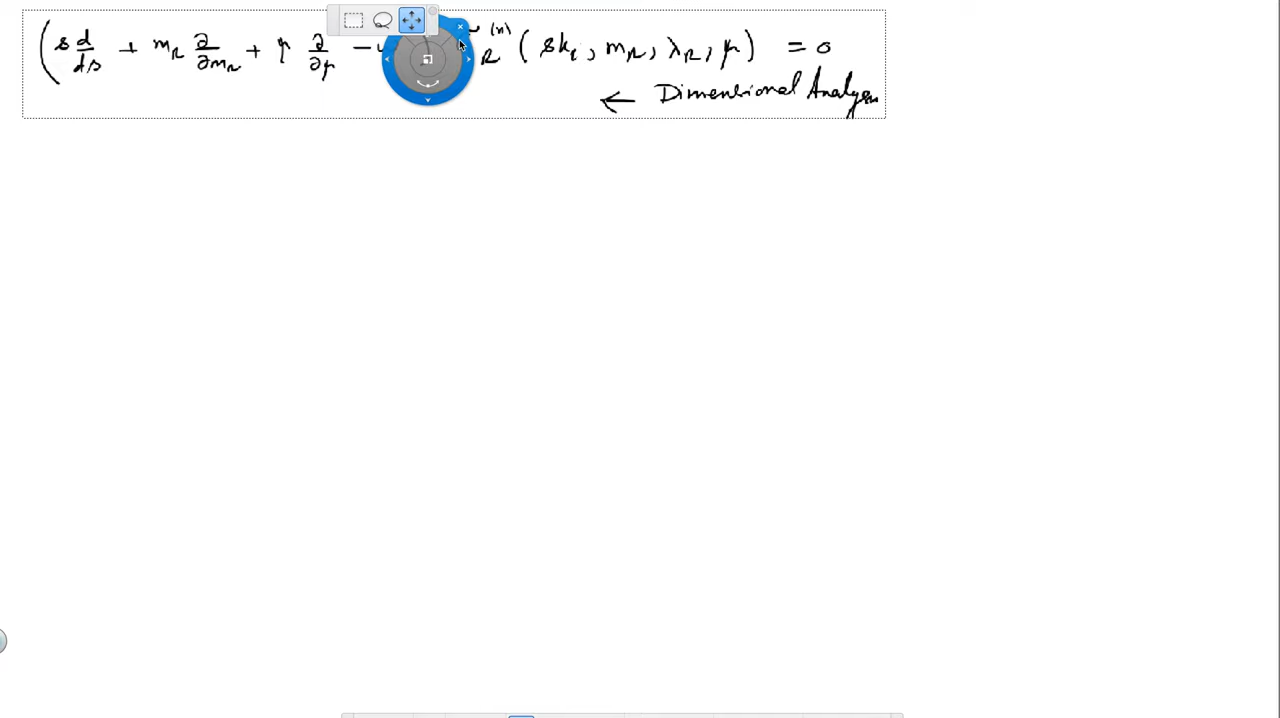 (s d/ds + m_R ∂/∂m_R + μ ∂/∂μ − R^(n) (sk_i, m_R, λ_R, μ) = 0
← Dimensional Analysis